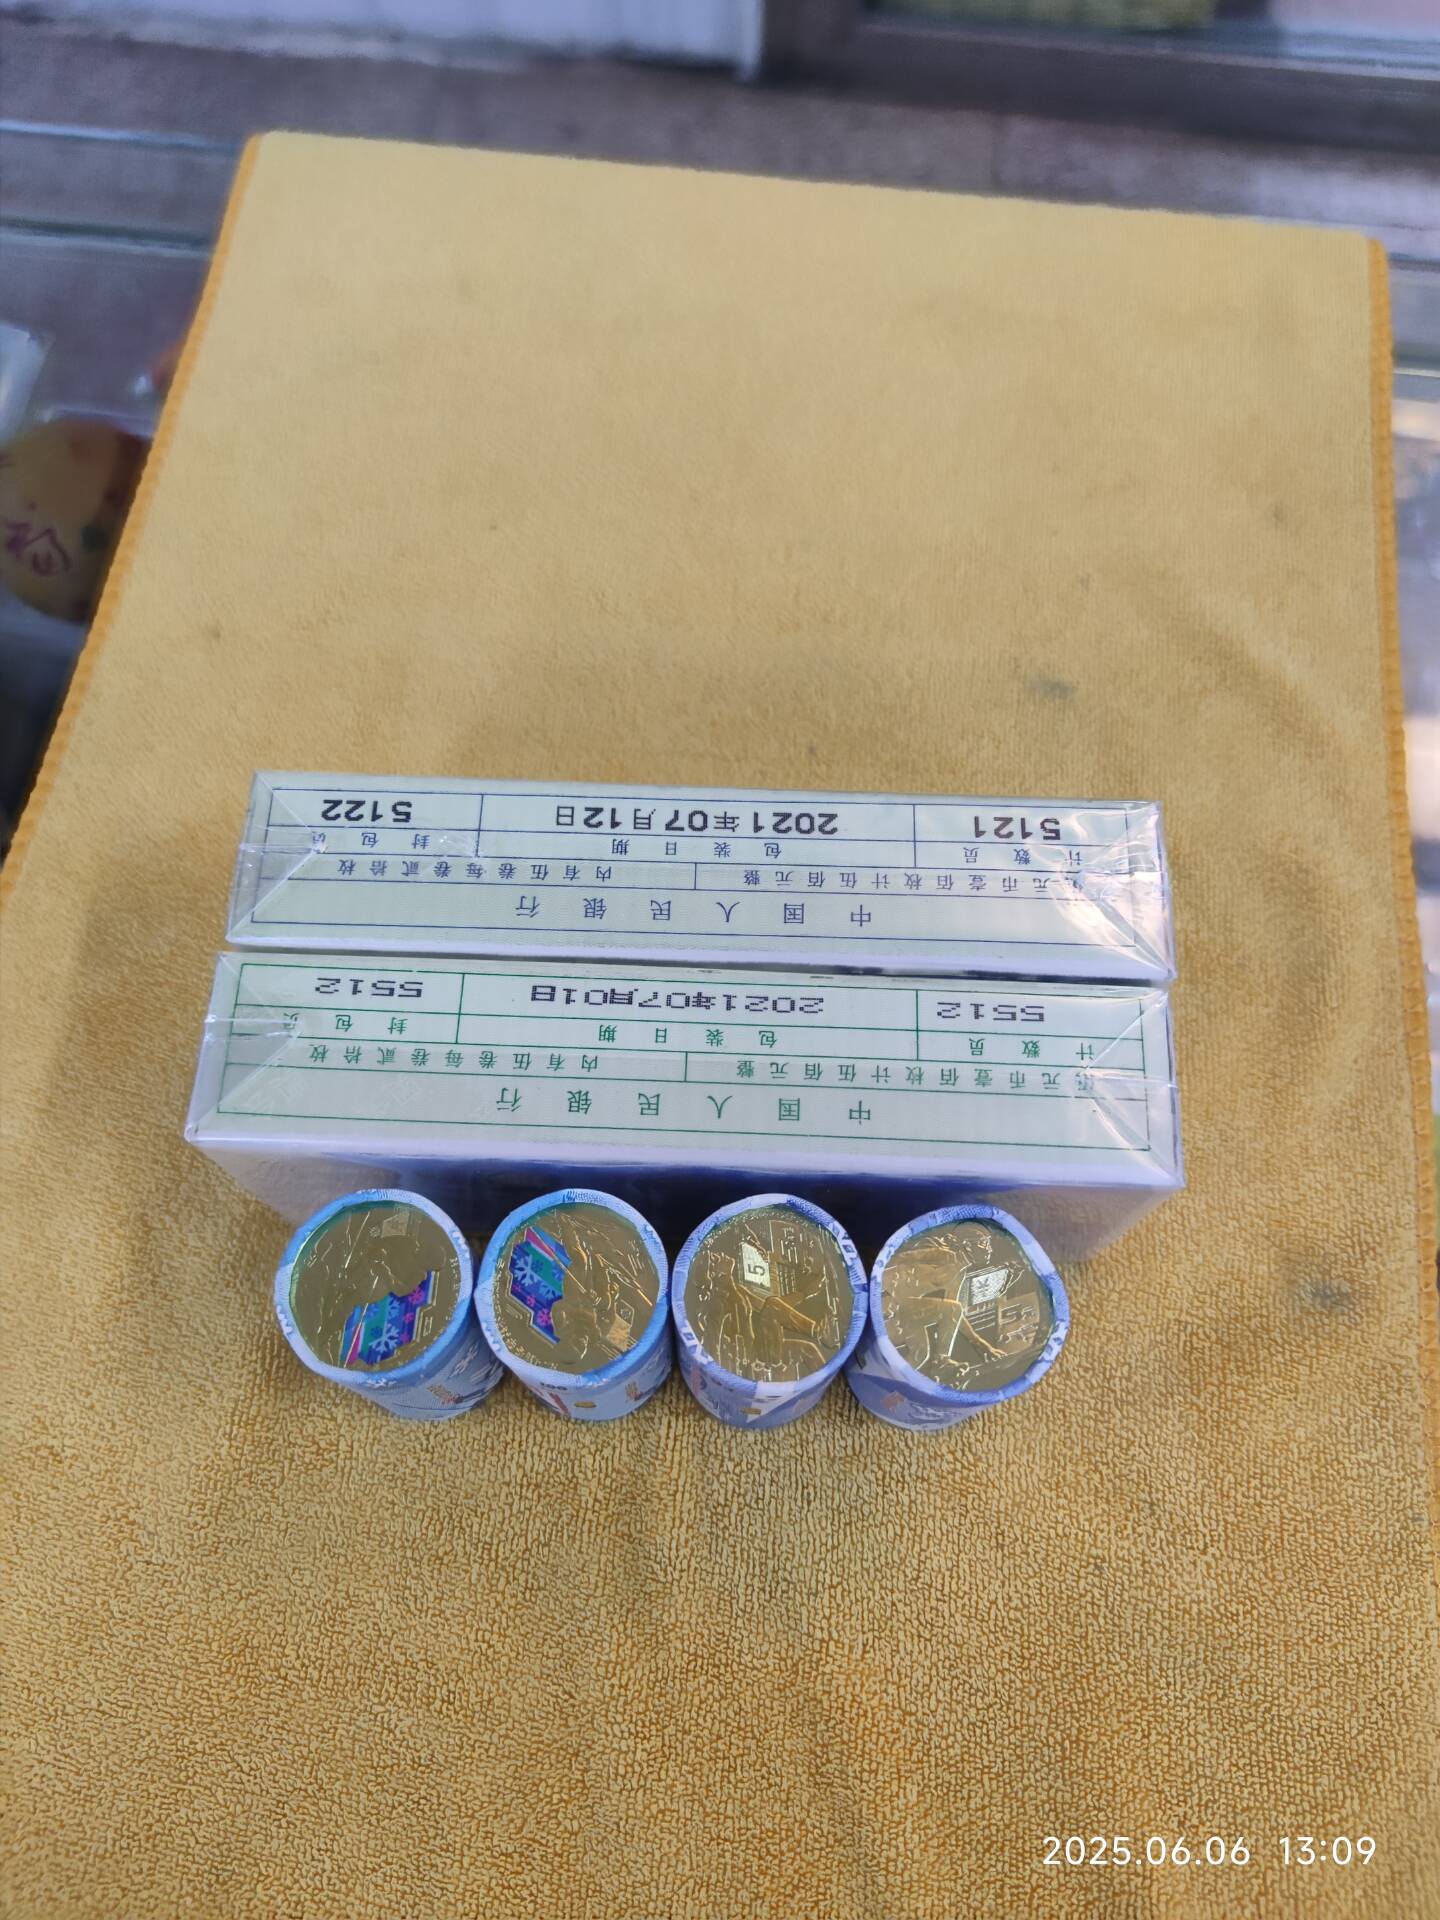 中国人民银行
伍元币壹佰枚计伍佰元整 内有伍卷每卷贰拾枚
计数员 包装日期 封包员
5121 2021年07月12日 5122
中国人民银行
伍元币壹佰枚计伍佰元整 内有伍卷每卷贰拾枚
计数员 包装日期 封包员
5512 2021年07月01日 5512
5
5
福
2025.06.06 13:09